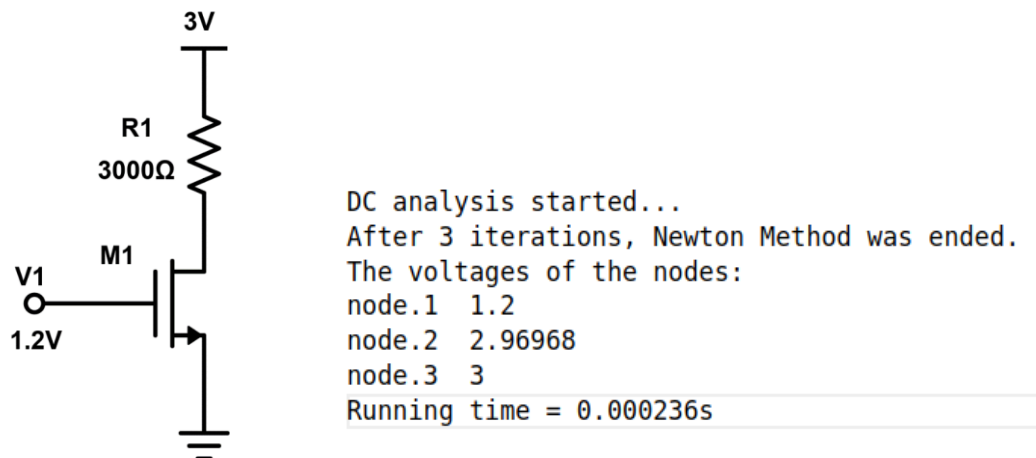 3V
R1
3000Ω
M1
V1
1.2V
DC analysis started...
After 3 iterations, Newton Method was ended.
The voltages of the nodes:
node.1 1.2
node.2 2.96968
node.3 3
Running time = 0.000236s